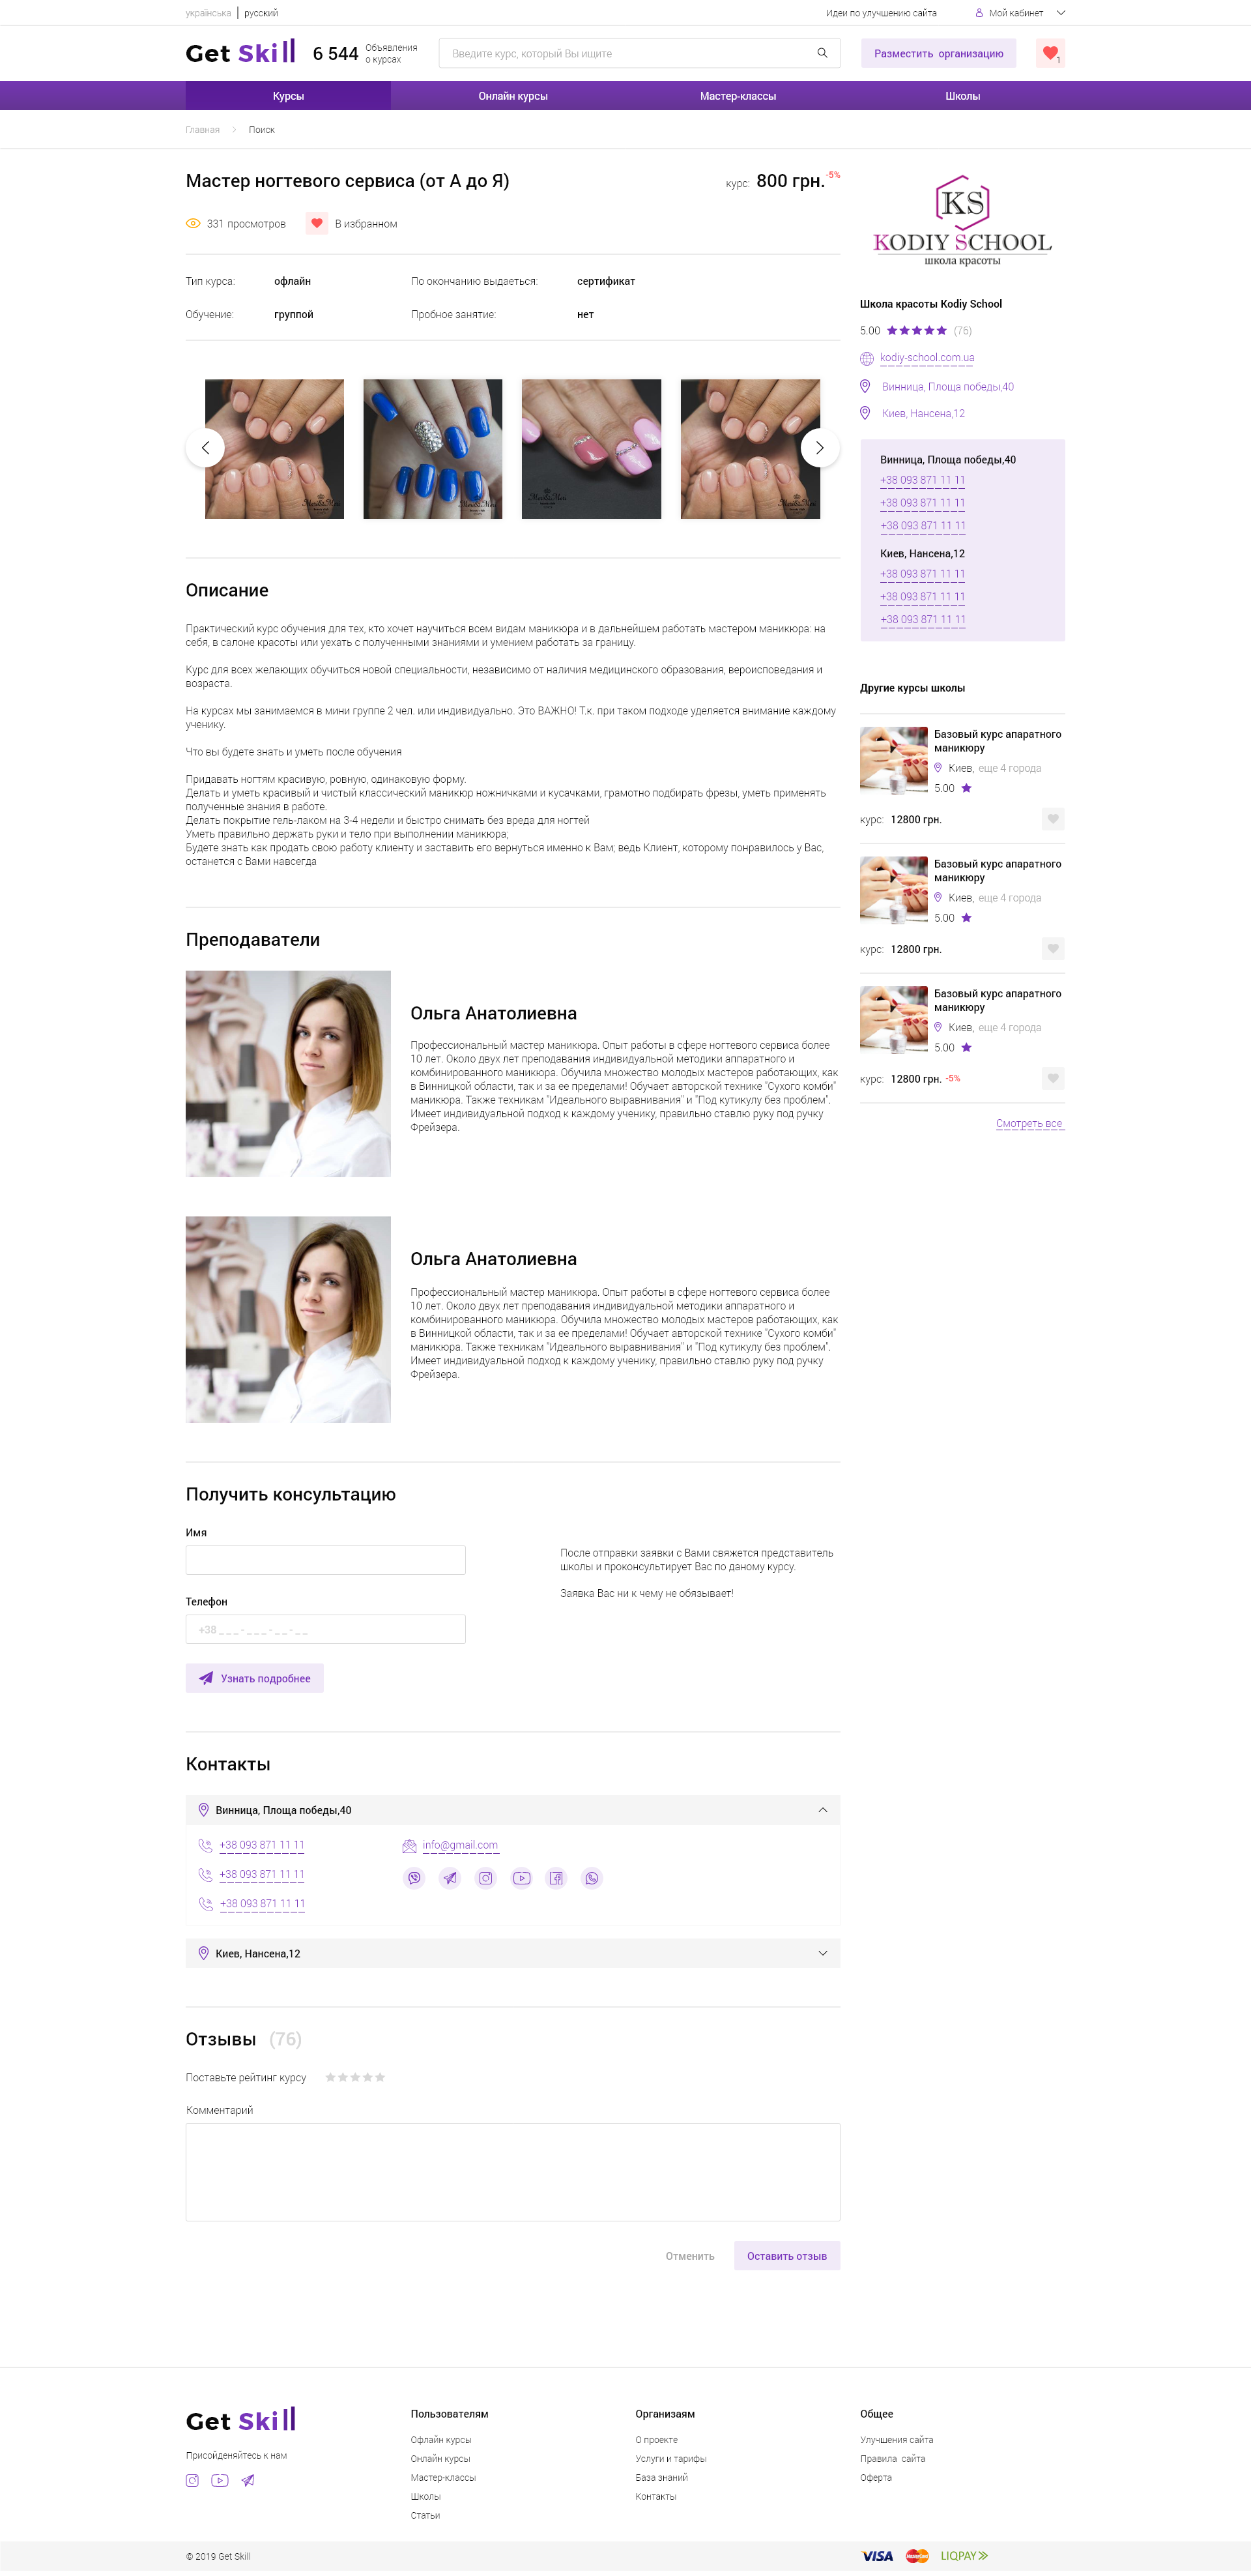 українська | русский
Идеи по улучшению сайта
Мой кабинет
Get Skill
6 544
Объявления
о курсах
Введите курс, который Вы ищите
Разместить организацию
1
Курсы
Онлайн курсы
Мастер-классы
Школы
Главная
Поиск
Мастер ногтевого сервиса (от А до Я)
курс: 800 грн. -5%
331 просмотров
В избранном
Тип курса: офлайн
По окончанию выдаеться: сертификат
Обучение: группой
Пробное занятие: нет
Описание
Практический курс обучения для тех, кто хочет научиться всем видам маникюра и в дальнейшем работать мастером маникюра: на
себя, в салоне красоты или уехать с полученными знаниями и умением работать за границу.
Курс для всех желающих обучиться новой специальности, независимо от наличия медицинского образования, вероисповедания и
возраста.
На курсах мы занимаемся в мини группе 2 чел. или индивидуально. Это ВАЖНО! Т.к. при таком подходе уделяется внимание каждому
ученику.
Что вы будете знать и уметь после обучения
Придавать ногтям красивую, ровную, одинаковую форму.
Делать и уметь красивый и чистый классический маникюр ножничками и кусачками, грамотно подбирать фрезы, уметь применять
полученные знания в работе.
Делать покрытие гель-лаком на 3-4 недели и быстро снимать без вреда для ногтей
Уметь правильно держать руки и тело при выполнении маникюра;
Будете знать как продать свою работу клиенту и заставить его вернуться именно к Вам; ведь Клиент, которому понравилось у Вас,
останется с Вами навсегда
Преподаватели
Ольга Анатолиевна
Профессиональный мастер маникюра. Опыт работы в сфере ногтевого сервиса более
10 лет. Около двух лет преподавания индивидуальной методики аппаратного и
комбинированного маникюра. Обучила множество молодых мастеров работающих, как
в Винницкой области, так и за ее пределами! Обучает авторской технике "Сухого комби"
маникюра. Также техникам "Идеального выравнивания" и "Под кутикулу без проблем".
Имеет индивидуальной подход к каждому ученику, правильно ставлю руку под ручку
Фрейзера.
Ольга Анатолиевна
Профессиональный мастер маникюра. Опыт работы в сфере ногтевого сервиса более
10 лет. Около двух лет преподавания индивидуальной методики аппаратного и
комбинированного маникюра. Обучила множество молодых мастеров работающих, как
в Винницкой области, так и за ее пределами! Обучает авторской технике "Сухого комби"
маникюра. Также техникам "Идеального выравнивания" и "Под кутикулу без проблем".
Имеет индивидуальной подход к каждому ученику, правильно ставлю руку под ручку
Фрейзера.
Получить консультацию
Имя
Телефон
+38 _ _ _ - _ _ _ - _ _ - _ _
Узнать подробнее
После отправки заявки с Вами свяжется представитель
школы и проконсультирует Вас по даному курсу.
Заявка Вас ни к чему не обязывает!
Контакты
Винница, Площа победы,40
+38 093 871 11 11
+38 093 871 11 11
+38 093 871 11 11
info@gmail.com
Киев, Нансена,12
Отзывы (76)
Поставьте рейтинг курсу
Комментарий
Отменить
Оставить отзыв
KS
KODIY SCHOOL
школа красоты
Школа красоты Kodiy School
5.00 (76)
kodiy-school.com.ua
Винница, Площа победы,40
Киев, Нансена,12
Винница, Площа победы,40
+38 093 871 11 11
+38 093 871 11 11
+38 093 871 11 11
Киев, Нансена,12
+38 093 871 11 11
+38 093 871 11 11
+38 093 871 11 11
Другие курсы школы
Базовый курс апаратного
маникюру
Киев, еще 4 города
5.00
курс: 12800 грн.
Базовый курс апаратного
маникюру
Киев, еще 4 города
5.00
курс: 12800 грн.
Базовый курс апаратного
маникюру
Киев, еще 4 города
5.00
курс: 12800 грн. -5%
Смотреть все
Get Skill
Присойденяйтесь к нам
Пользователям
Офлайн курсы
Онлайн курсы
Мастер-классы
Школы
Статьи
Организаям
О проекте
Услуги и тарифы
База знаний
Контакты
Общее
Улучшения сайта
Правила сайта
Оферта
© 2019 Get Skill
VISA
MasterCard
LIQPAY